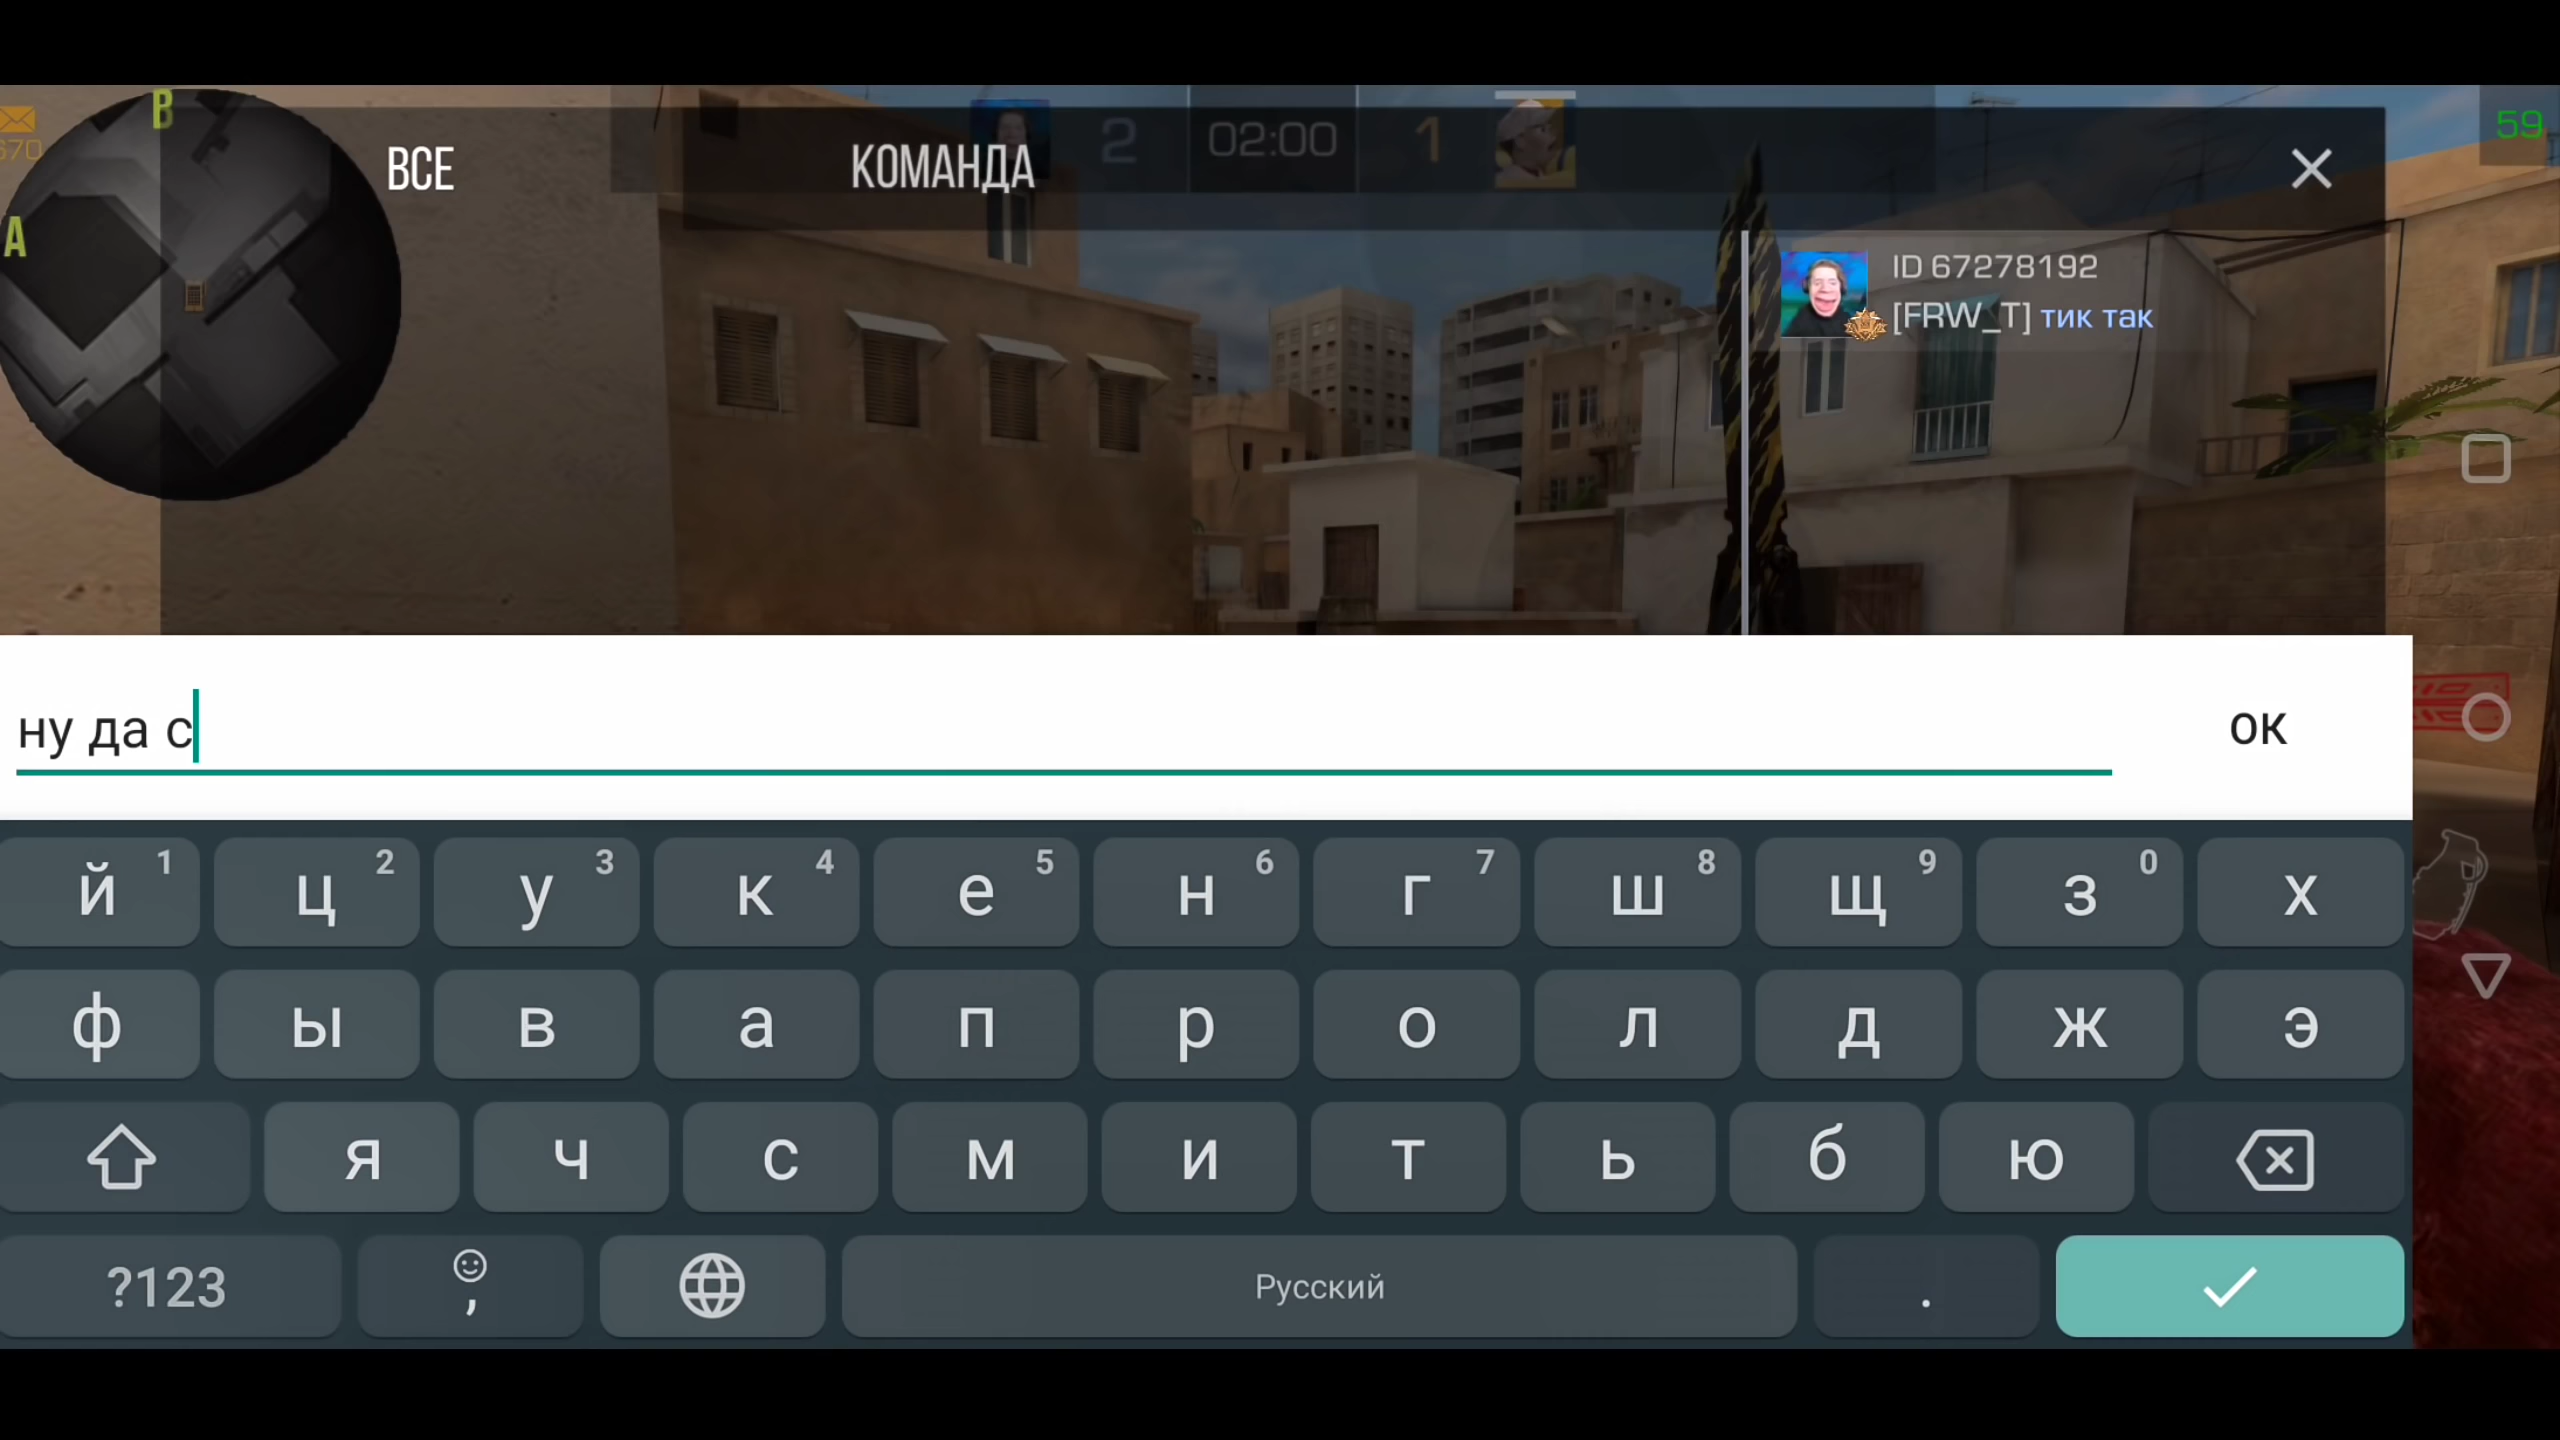 B
670
A
ВСЕ
КОМАНДА
2
02:00
1
59
ID 67278192
[FRW_T] тик так
ну да с
ОК
й 1 ц 2 у 3 к 4 е 5 н 6 г 7 ш 8 щ 9 з 0 х
ф ы в а п р о л д ж э
я ч с м и т ь б ю
?123 , Русский .